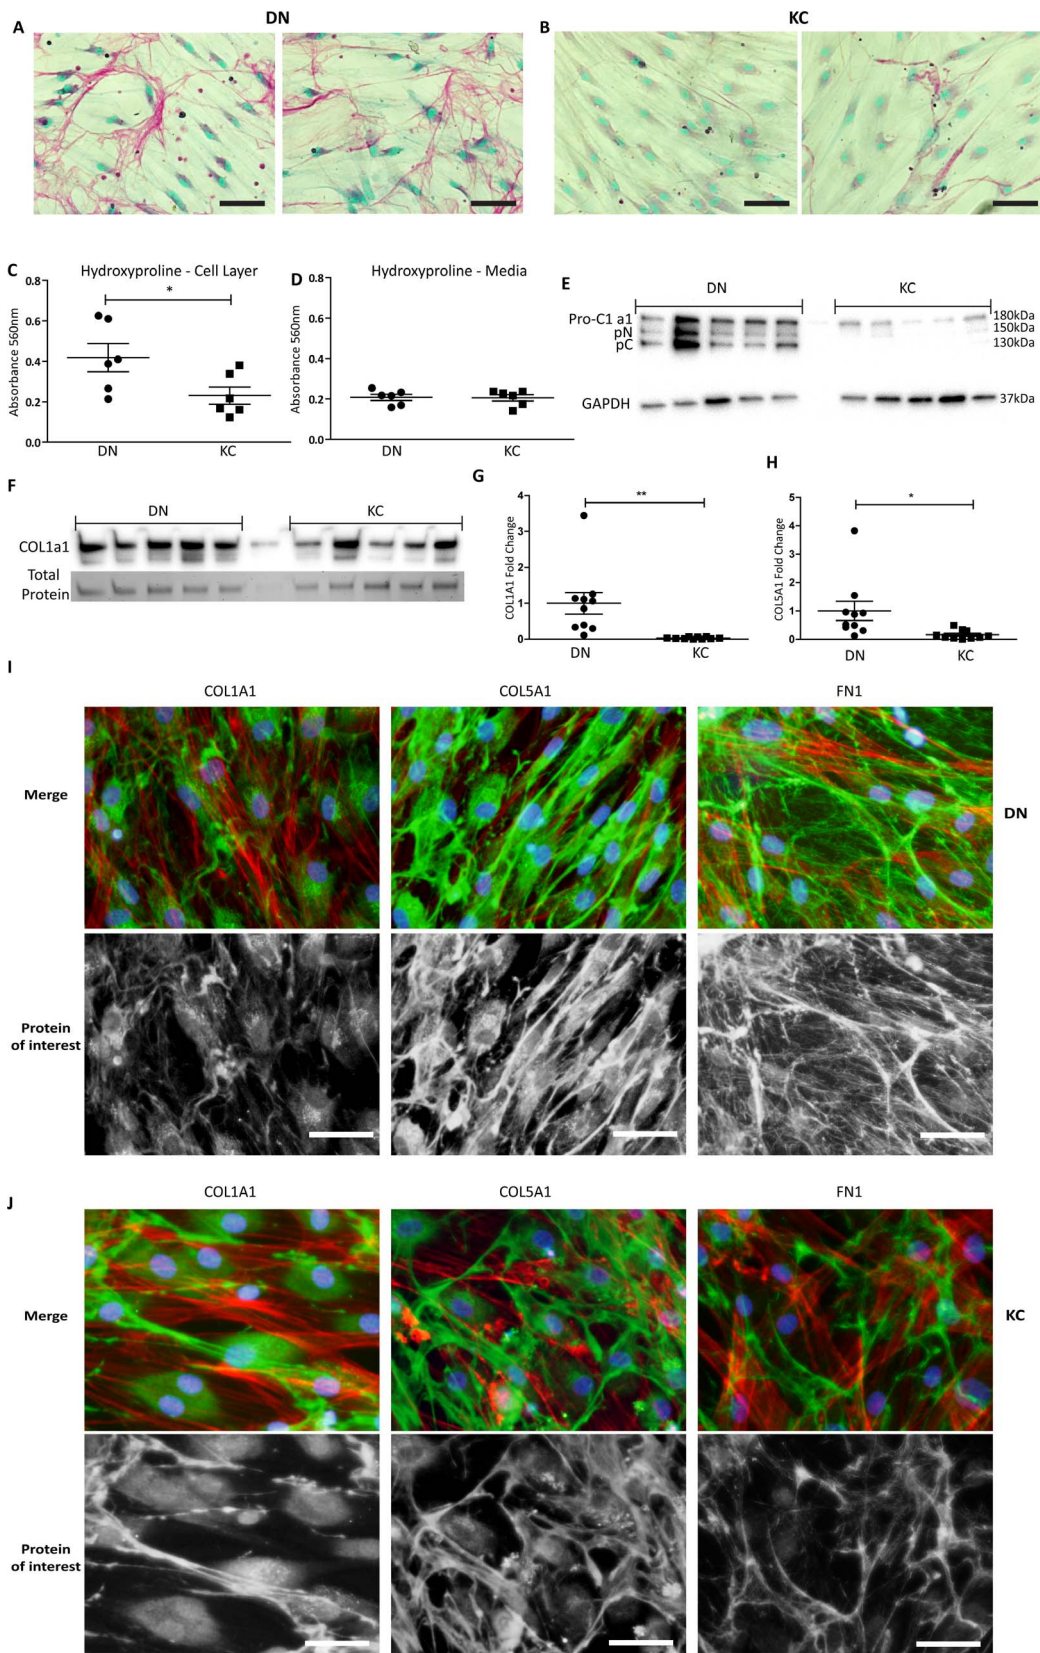 A
DN
B
KC
C
Hydroxyproline - Cell Layer
*
Absorbance 560nm
0.8
0.6
0.4
0.2
0.0
DN
KC
D
Hydroxyproline - Media
Absorbance 560nm
0.8
0.6
0.4
0.2
0.0
DN
KC
E
DN
KC
Pro-C1 a1
pN
pC
GAPDH
180kDa
150kDa
130kDa
37kDa
F
DN
KC
COL1a1
Total
Protein
G
**
COL1A1 Fold Change
4
3
2
1
0
DN
KC
H
*
COL5A1 Fold Change
5
4
3
2
1
0
DN
KC
I
COL1A1
COL5A1
FN1
Merge
DN
Protein
of interest
J
COL1A1
COL5A1
FN1
Merge
KC
Protein
of interest